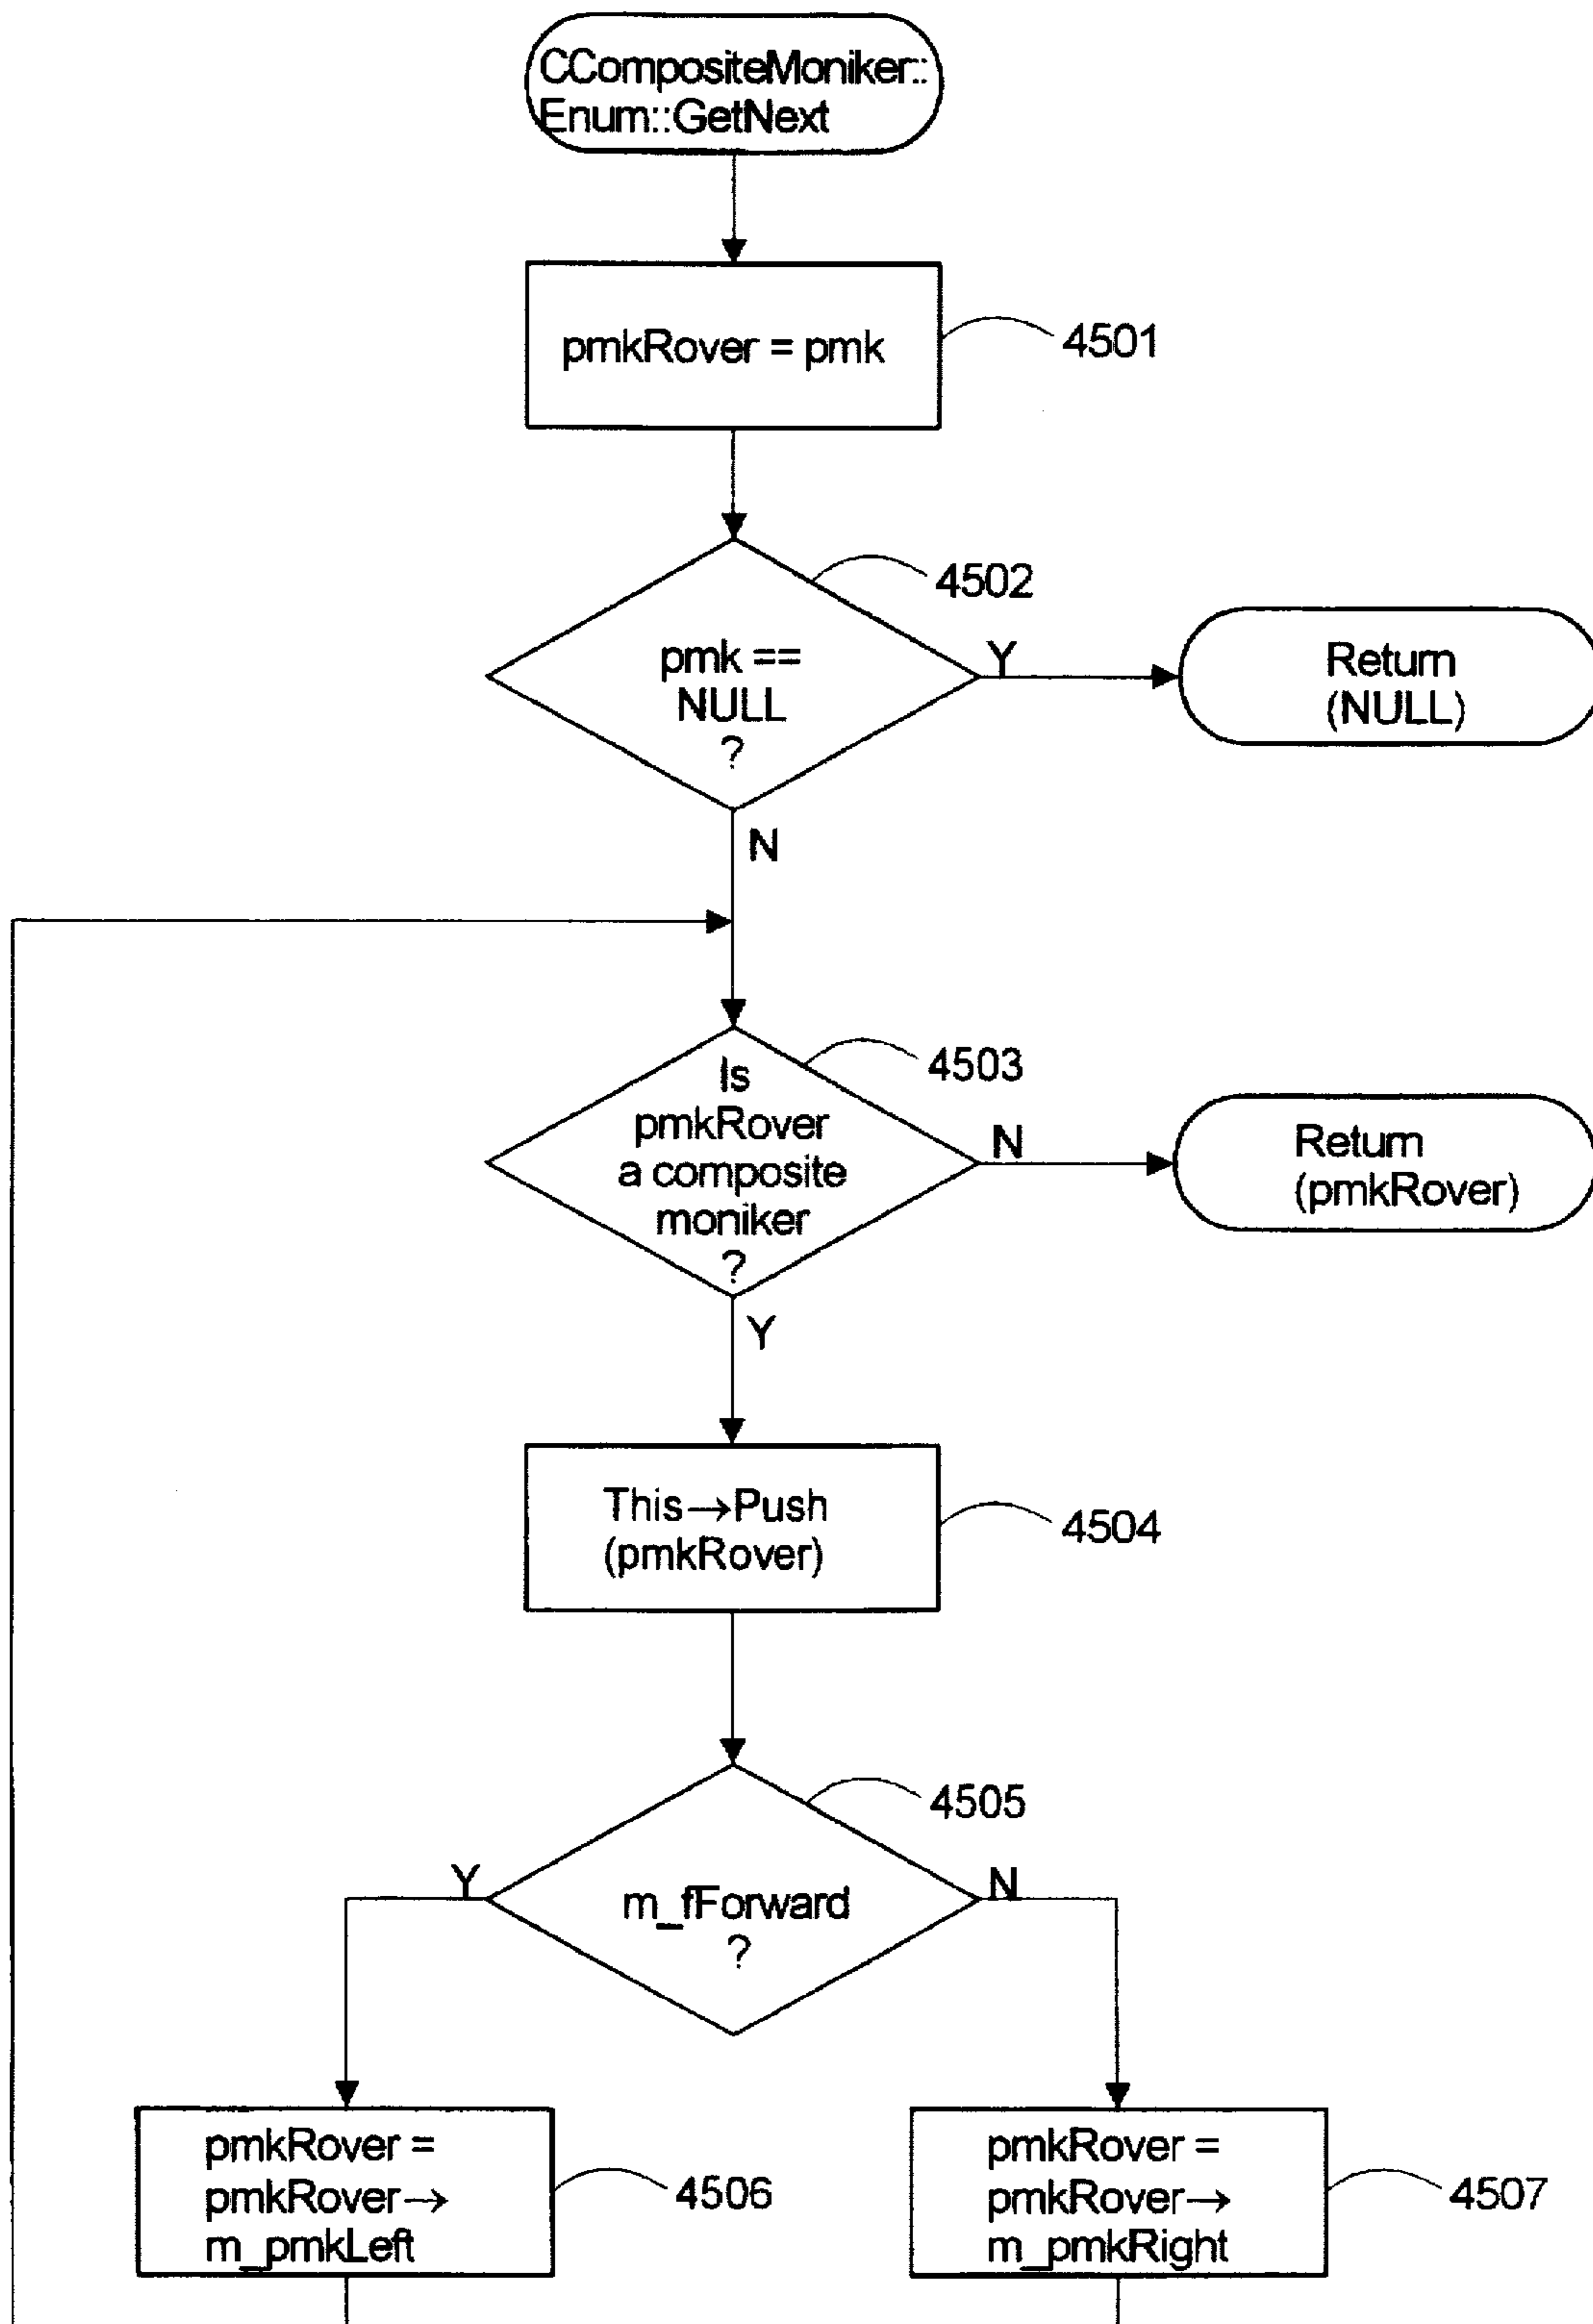 CCompositeMoniker::
Enum::GetNext
pmkRover = pmk
4501
4502
pmk ==
NULL
?
Y
Return
(NULL)
N
4503
Is
pmkRover
a composite
moniker
?
N
Return
(pmkRover)
Y
This→Push
(pmkRover)
4504
4505
Y
m_fForward
?
N
pmkRover =
pmkRover→
m_pmkLeft
4506
pmkRover =
pmkRover→
m_pmkRight
4507